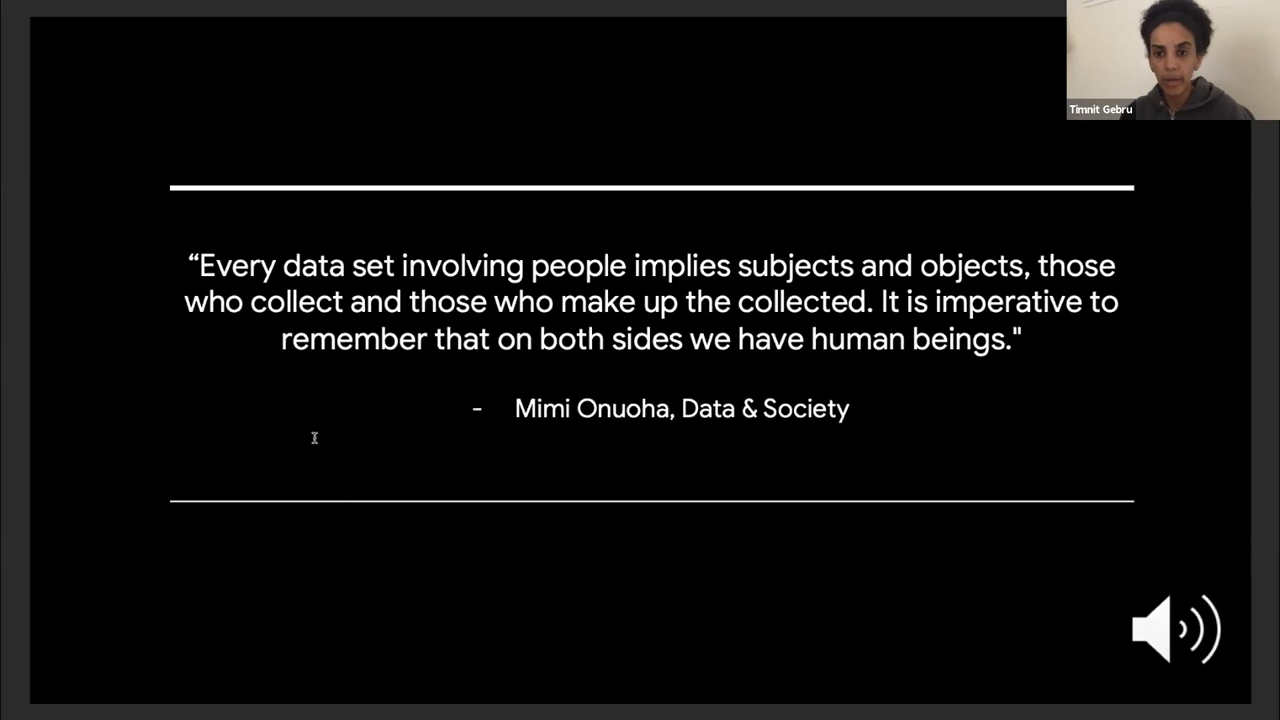 Timnit Gebru
“Every data set involving people implies subjects and objects, those
who collect and those who make up the collected. It is imperative to
remember that on both sides we have human beings."
- Mimi Onuoha, Data & Society